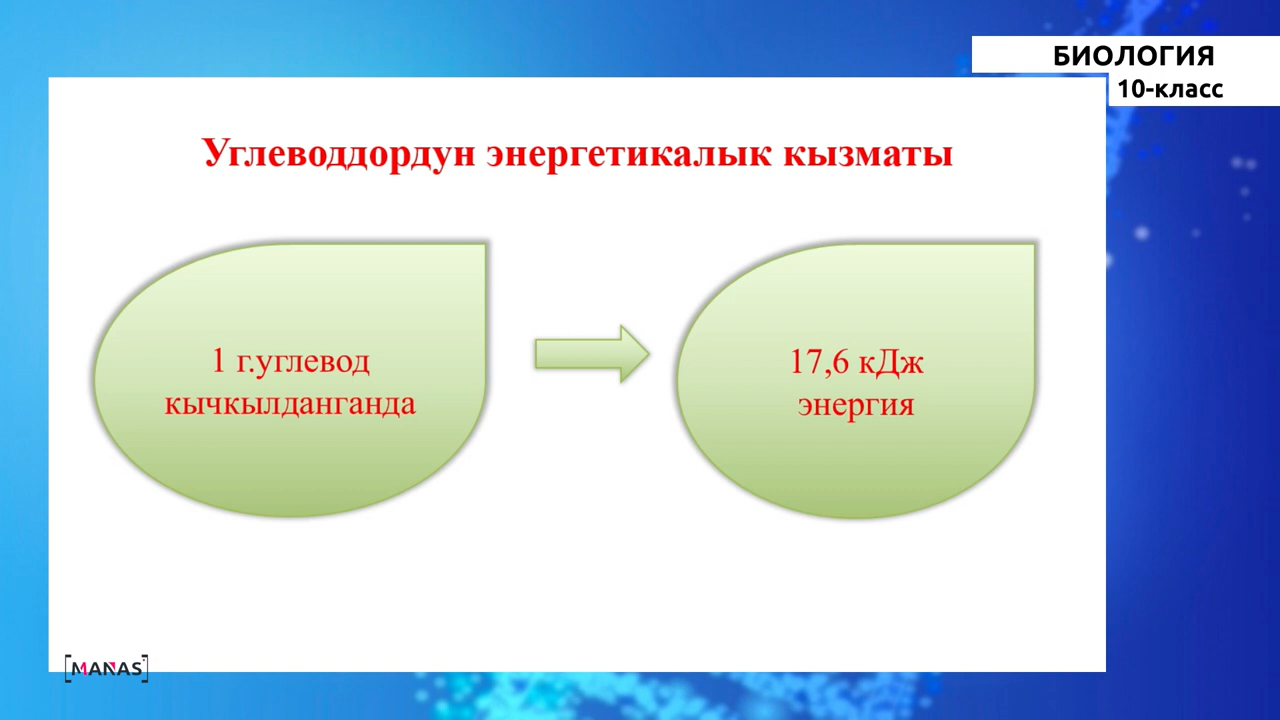 БИОЛОГИЯ
10-класс
Углеводдордун энергетикалык кызматы
1 г.углевод
кычкылданганда
17,6 кДж
энергия
[MANAS]